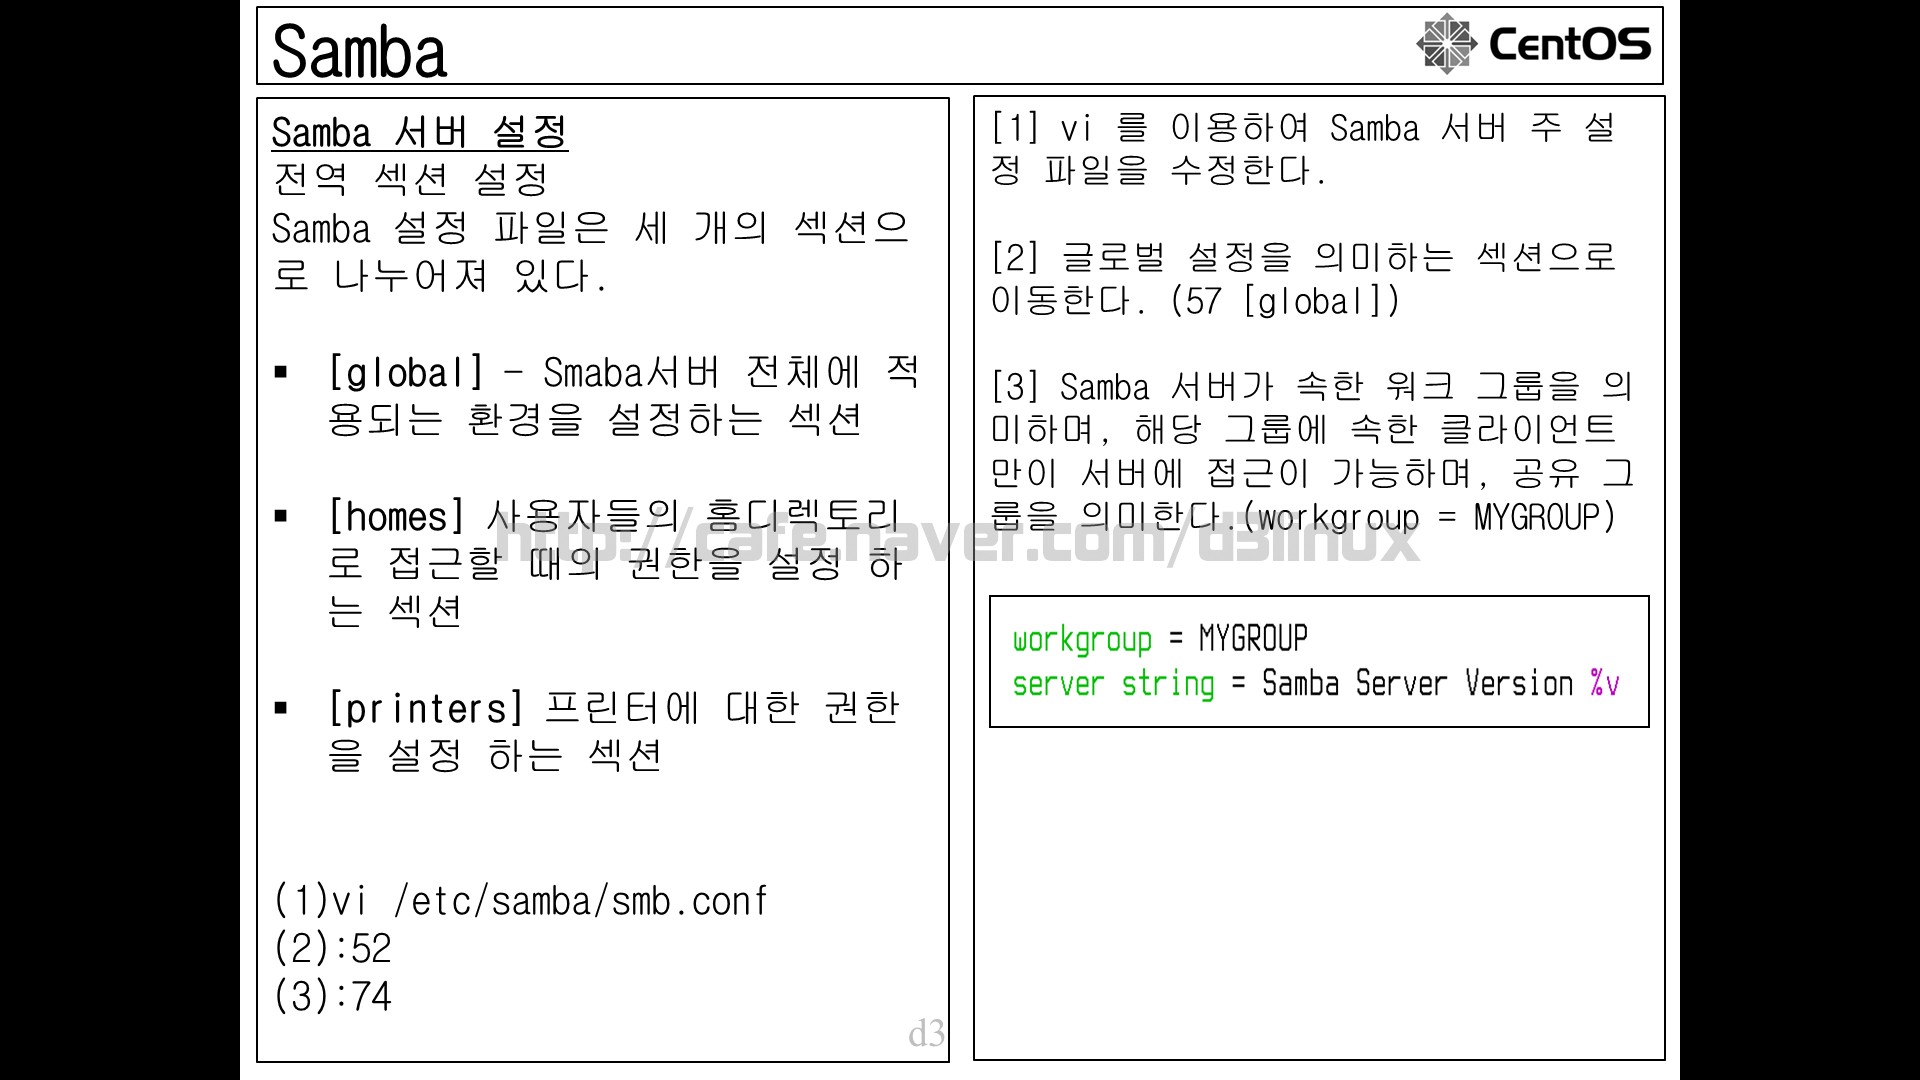 Samba
CentOS
Samba 서버 설정
전역 섹션 설정
Samba 설정 파일은 세 개의 섹션으
로 나누어져 있다.
▪ [global] - Smaba서버 전체에 적
용되는 환경을 설정하는 섹션
▪ [homes] 사용자들의 홈디렉토리
로 접근할 때의 권한을 설정 하
는 섹션
▪ [printers] 프린터에 대한 권한
을 설정 하는 섹션
(1)vi /etc/samba/smb.conf
(2):52
(3):74
d3
[1] vi 를 이용하여 Samba 서버 주 설
정 파일을 수정한다.
[2] 글로벌 설정을 의미하는 섹션으로
이동한다. (57 [global])
[3] Samba 서버가 속한 워크 그룹을 의
미하며, 해당 그룹에 속한 클라이언트
만이 서버에 접근이 가능하며, 공유 그
룹을 의미한다.(workgroup = MYGROUP)
workgroup = MYGROUP
server string = Samba Server Version %v
http://cafe.naver.com/d3linux